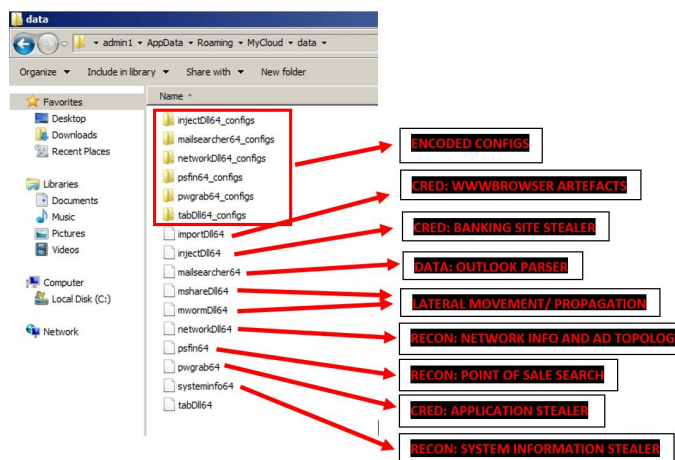 data
admin1 AppData Roaming MyCloud data
Organize Include in library Share with New folder
Favorites
Desktop
Downloads
Recent Places
Libraries
Documents
Music
Pictures
Videos
Computer
Local Disk (C:)
Network
Name
injectDll64_configs
mailsearcher64_configs
networkDll64_configs
psfin64_configs
pwgrab64_configs
tabDll64_configs
importDll64
injectDll64
mailsearcher64
mshareDll64
mwormDll64
networkDll64
psfin64
pwgrab64
systeminfo64
tabDll64
ENCODED CONFIGS
CRED: WWWBROWSER ARTEFACTS
CRED: BANKING SITE STEALER
DATA: OUTLOOK PARSER
LATERAL MOVEMENT/ PROPAGATION
RECON: NETWORK INFO AND AD TOPOLOG
RECON: POINT OF SALE SEARCH
CRED: APPLICATION STEALER
RECON: SYSTEM INFORMATION STEALER